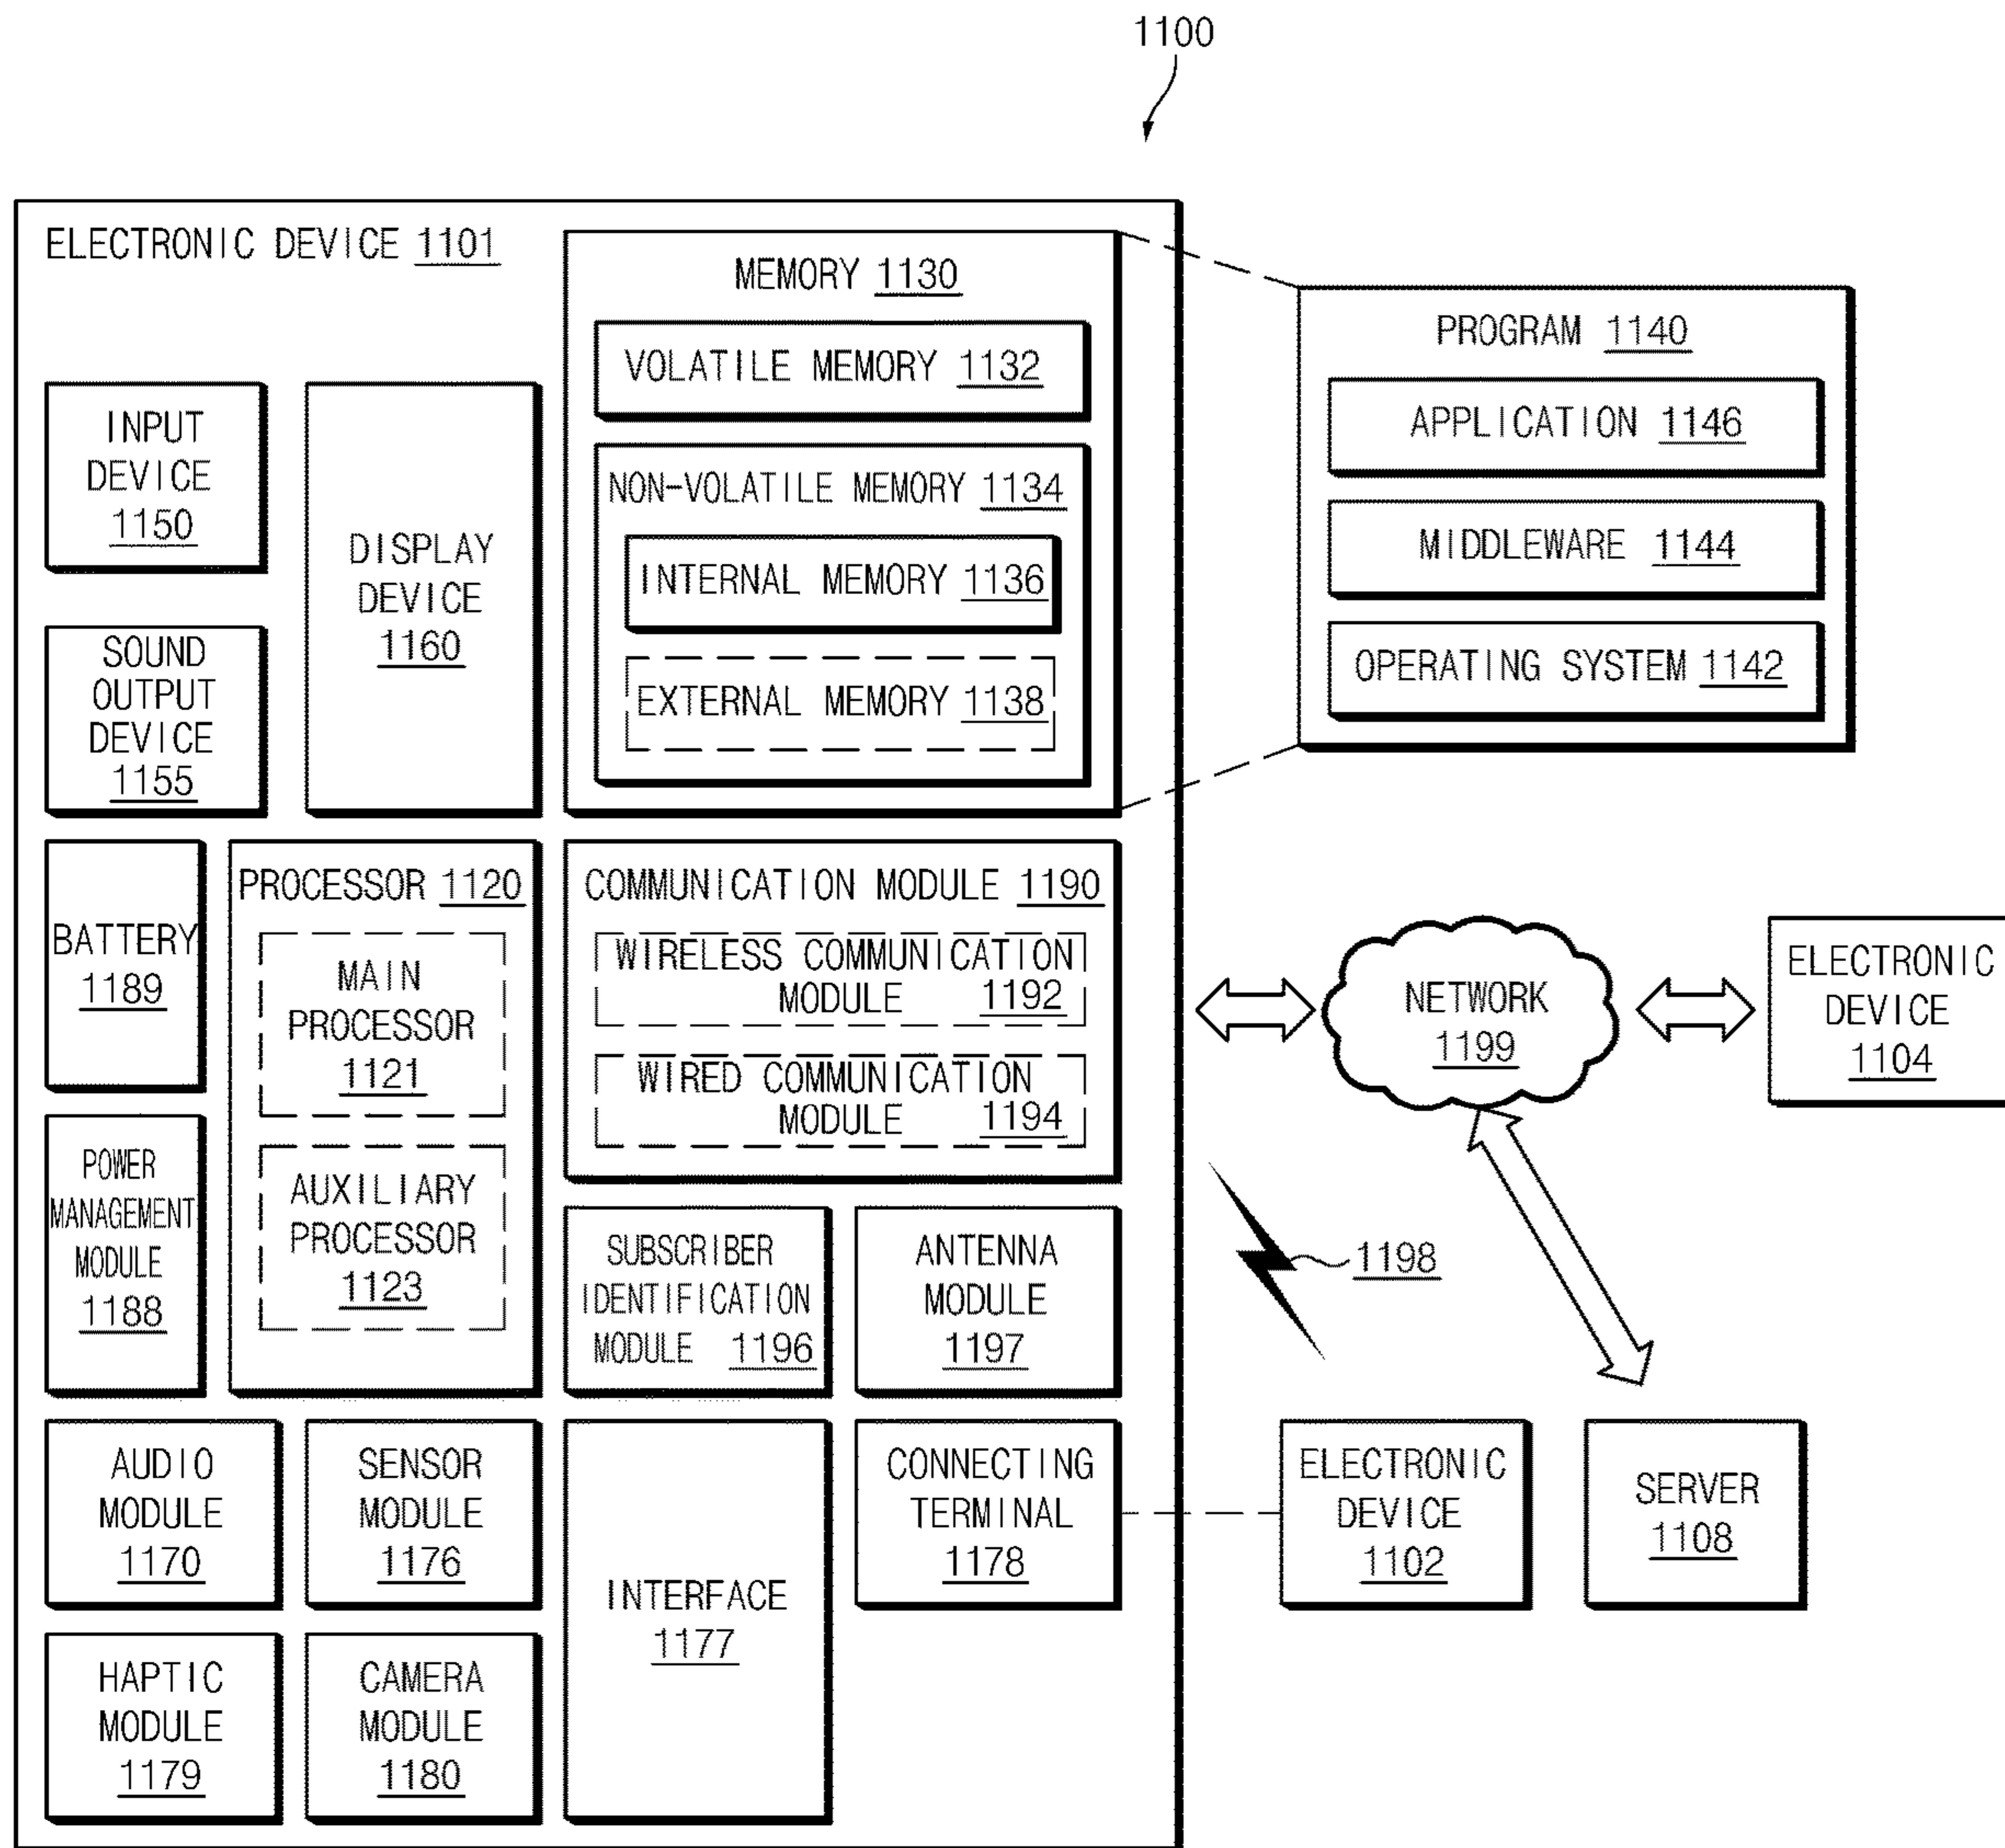 1100
ELECTRONIC DEVICE 1101
MEMORY 1130
VOLATILE MEMORY 1132
NON-VOLATILE MEMORY 1134
INTERNAL MEMORY 1136
EXTERNAL MEMORY 1138
PROGRAM 1140
APPLICATION 1146
MIDDLEWARE 1144
OPERATING SYSTEM 1142
INPUT
DEVICE
1150
DISPLAY
DEVICE
1160
SOUND
OUTPUT
DEVICE
1155
BATTERY
1189
PROCESSOR 1120
MAIN
PROCESSOR
1121
AUXILIARY
PROCESSOR
1123
COMMUNICATION MODULE 1190
WIRELESS COMMUNICATION
MODULE 1192
WIRED COMMUNICATION
MODULE 1194
NETWORK
1199
ELECTRONIC
DEVICE
1104
POWER
MANAGEMENT
MODULE
1188
SUBSCRIBER
IDENTIFICATION
MODULE 1196
ANTENNA
MODULE
1197
1198
AUDIO
MODULE
1170
SENSOR
MODULE
1176
INTERFACE
1177
CONNECTING
TERMINAL
1178
ELECTRONIC
DEVICE
1102
SERVER
1108
HAPTIC
MODULE
1179
CAMERA
MODULE
1180